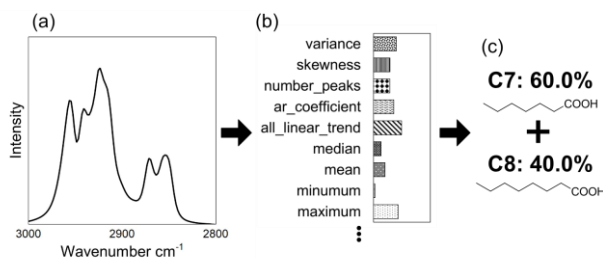 (a)
Intensity
3000
2900
2800
Wavenumber cm⁻¹
(b)
variance
skewness
number_peaks
ar_coefficient
all_linear_trend
median
mean
minumum
maximum
(c)
C7: 60.0%
COOH
+
C8: 40.0%
COOH